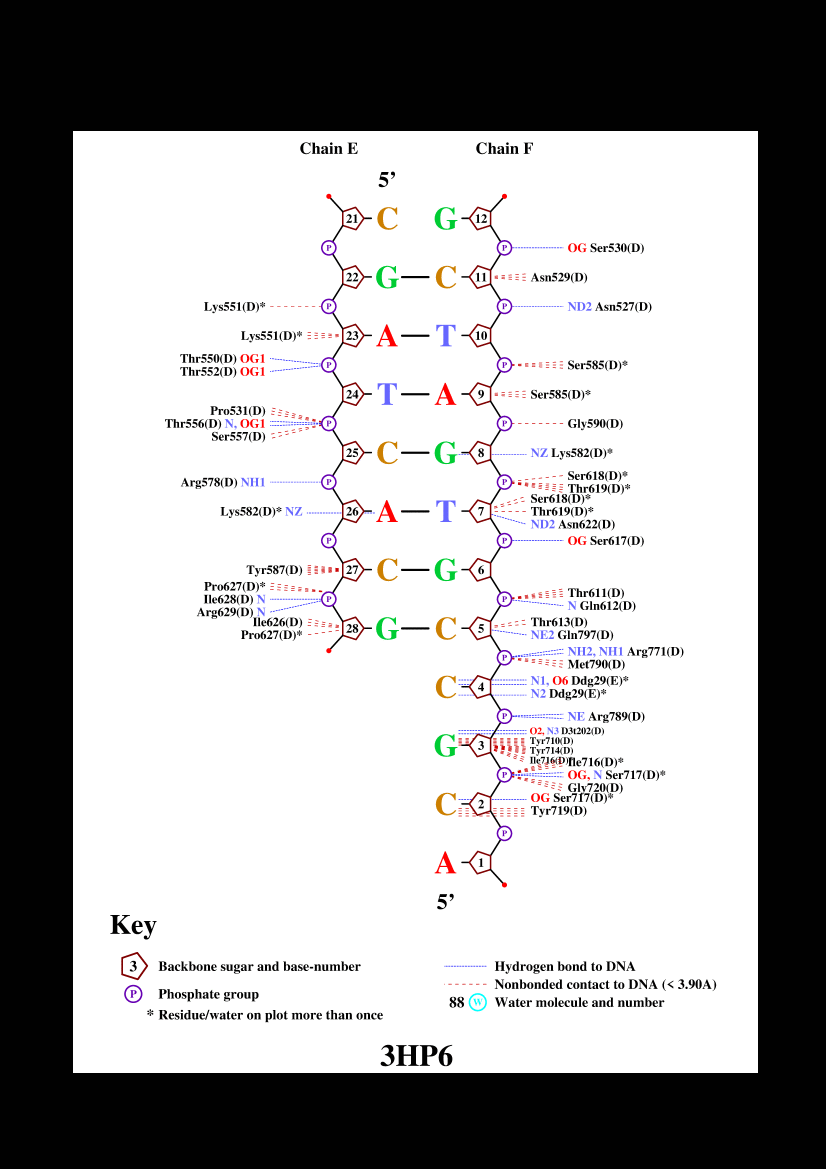 Chain E Chain F
5’
21 C G 12
P P OG Ser530(D)
22 G C 11 Asn529(D)
Lys551(D)* P P ND2 Asn527(D)
Lys551(D)* 23 A T 10
Thr550(D) OG1
Thr552(D) OG1
P P Ser585(D)*
24 T A 9 Ser585(D)*
Pro531(D)
Thr556(D) N, OG1
Ser557(D)
P P Gly590(D)
25 C G 8 NZ Lys582(D)*
Arg578(D) NH1 P P
Ser618(D)*
Thr619(D)*
Lys582(D)* NZ 26 A T 7
Ser618(D)*
Thr619(D)*
ND2 Asn622(D)
P P OG Ser617(D)
Tyr587(D) 27 C G 6
Pro627(D)*
Ile628(D) N
Arg629(D) N
P P
Thr611(D)
N Gln612(D)
Ile626(D)
Pro627(D)*
28 G C 5
Thr613(D)
NE2 Gln797(D)
P
NH2, NH1 Arg771(D)
Met790(D)
C 4
N1, O6 Ddg29(E)*
N2 Ddg29(E)*
P NE Arg789(D)
G 3
O2, N3 D3t202(D)
Tyr710(D)
Tyr714(D)
Ile716(D)*
P
Ile716(D)*
OG, N Ser717(D)*
Gly720(D)
C 2
OG Ser717(D)*
Tyr719(D)
P
A 1
5’
Key
3 Backbone sugar and base-number
P Phosphate group
* Residue/water on plot more than once
Hydrogen bond to DNA
Nonbonded contact to DNA (< 3.90A)
88 W Water molecule and number
3HP6